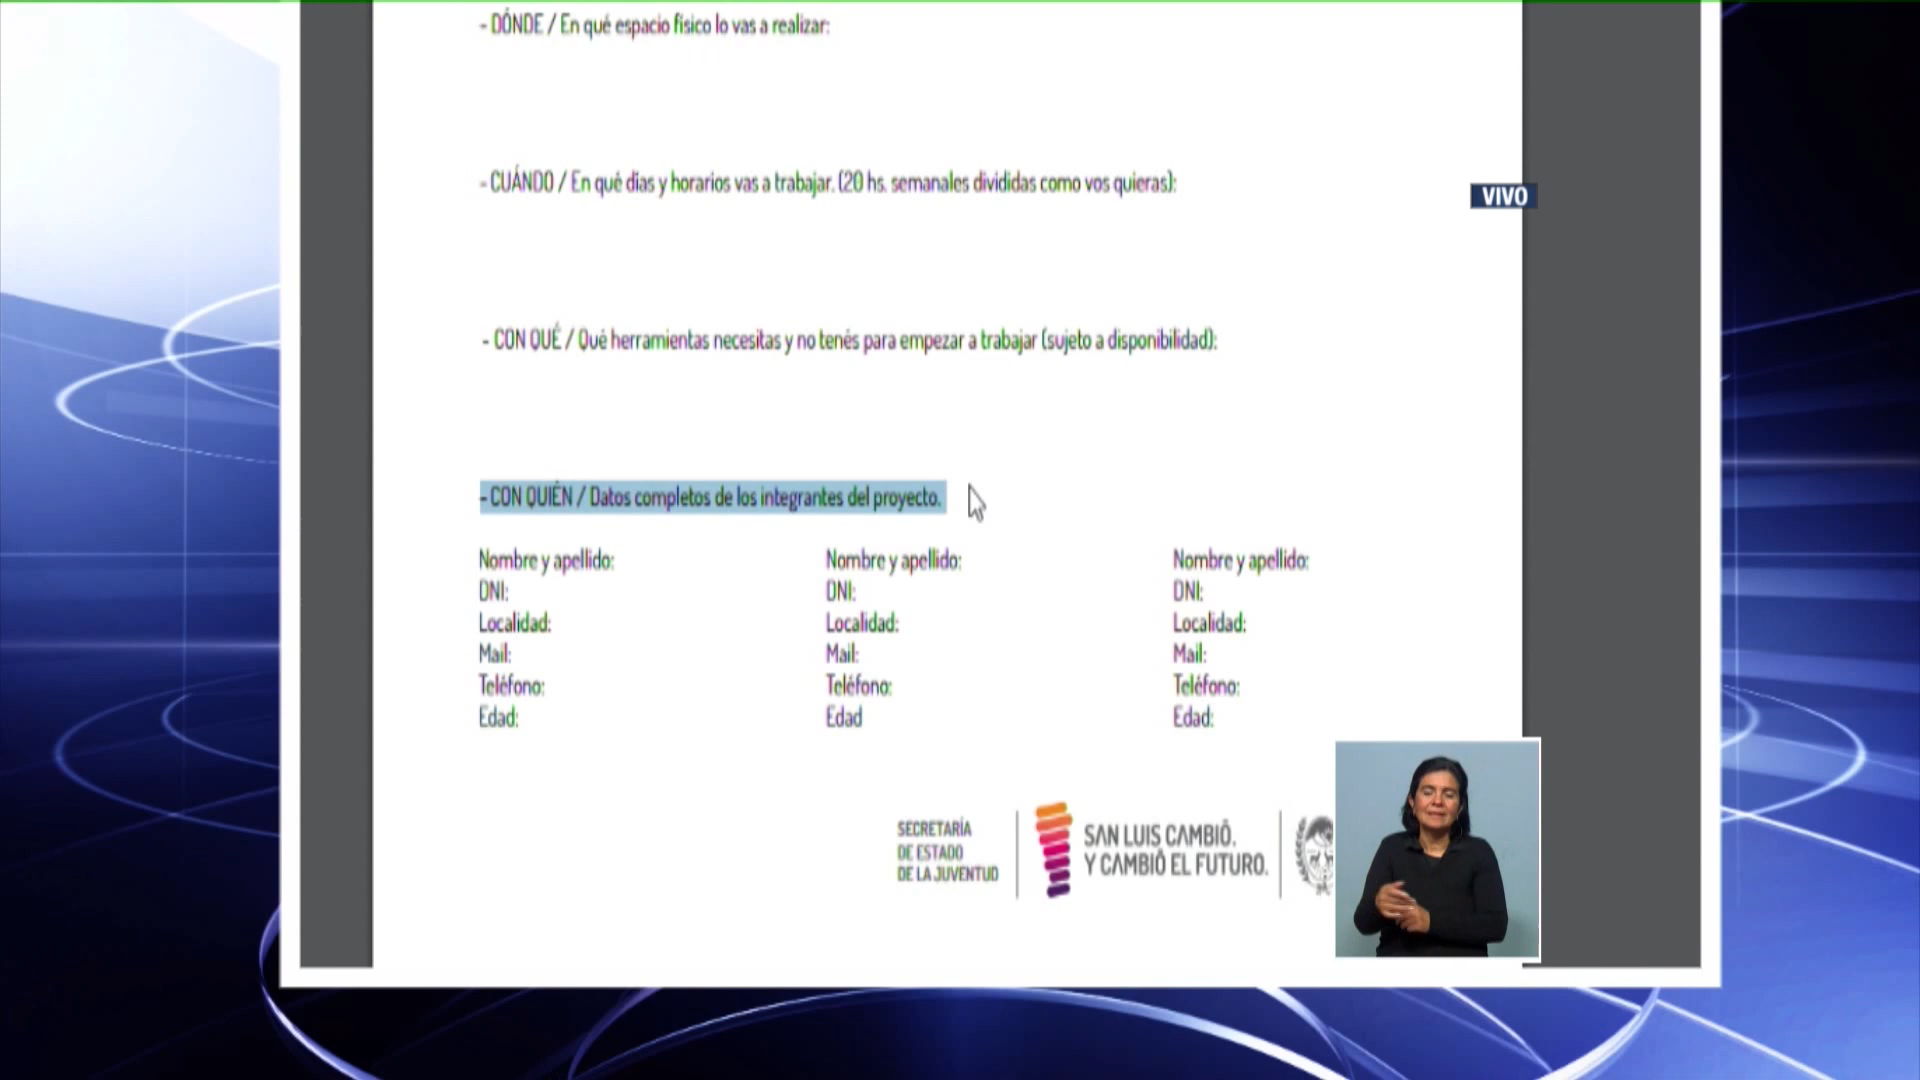 - DÓNDE / En qué espacio físico lo vas a realizar:
- CUÁNDO / En qué días y horarios vas a trabajar. (20 hs. semanales divididas como vos quieras):
VIVO
- CON QUÉ / Qué herramientas necesitas y no tenés para empezar a trabajar (sujeto a disponibilidad):
- CON QUIÉN / Datos completos de los integrantes del proyecto.
Nombre y apellido:
DNI:
Localidad:
Mail:
Teléfono:
Edad:
Nombre y apellido:
DNI:
Localidad:
Mail:
Teléfono:
Edad
Nombre y apellido:
DNI:
Localidad:
Mail:
Teléfono:
Edad:
SECRETARÍA
DE ESTADO
DE LA JUVENTUD
SAN LUIS CAMBIÓ.
Y CAMBIÓ EL FUTURO.